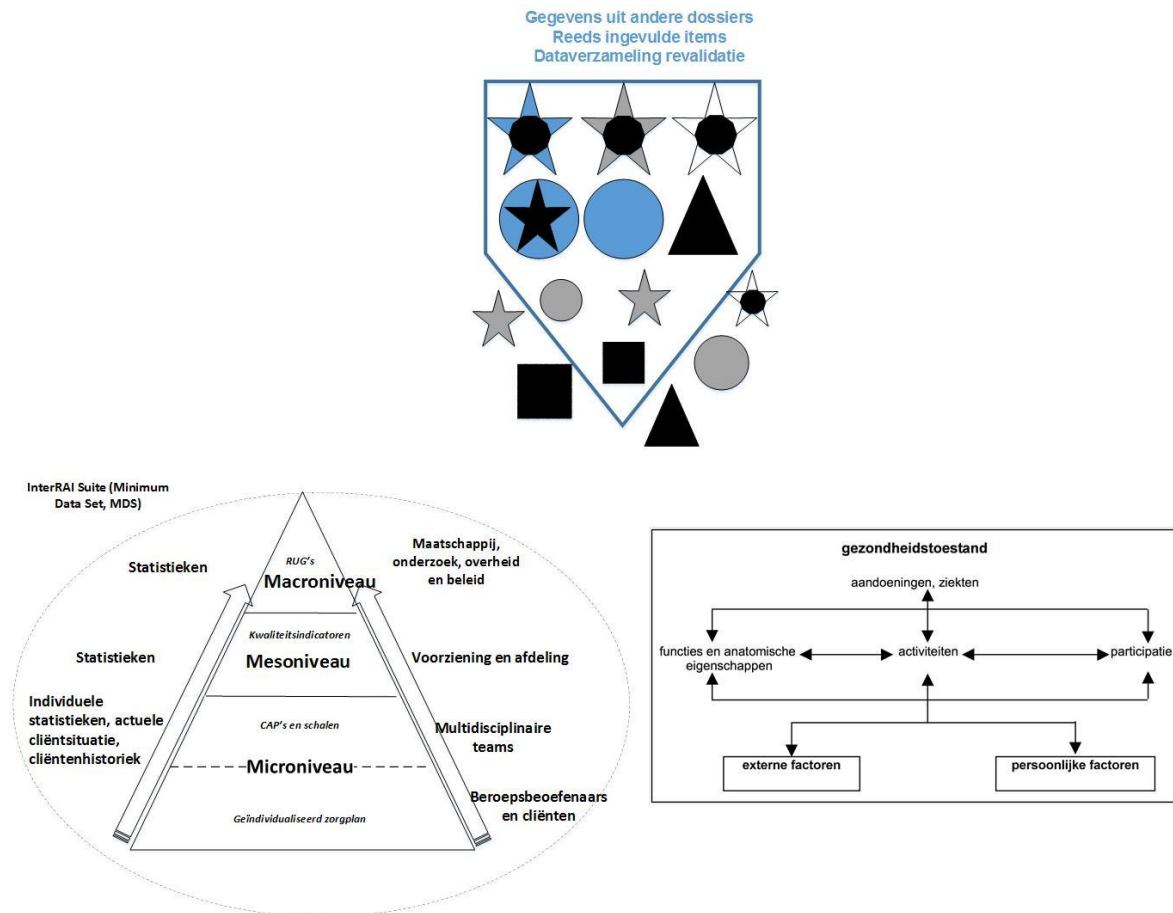 Gegevens uit andere dossiers
Reeds ingevulde items
Dataverzameling revalidatie
InterRAI Suite (Minimum
Data Set, MDS)
Statistieken
Statistieken
Individuele
statistieken, actuele
cliëntsituatie,
cliëntenhistoriek
RUG's
Macroniveau
Kwaliteitsindicatoren
Mesoniveau
CAP's en schalen
Microniveau
Geïndividualiseerd zorgplan
Maatschappij,
onderzoek, overheid
en beleid
Voorziening en afdeling
Multidisciplinaire
teams
Beroepsbeoefenaars
en cliënten
gezondheidstoestand
aandoeningen, ziekten
functies en anatomische
eigenschappen
activiteiten
participatie
externe factoren
persoonlijke factoren